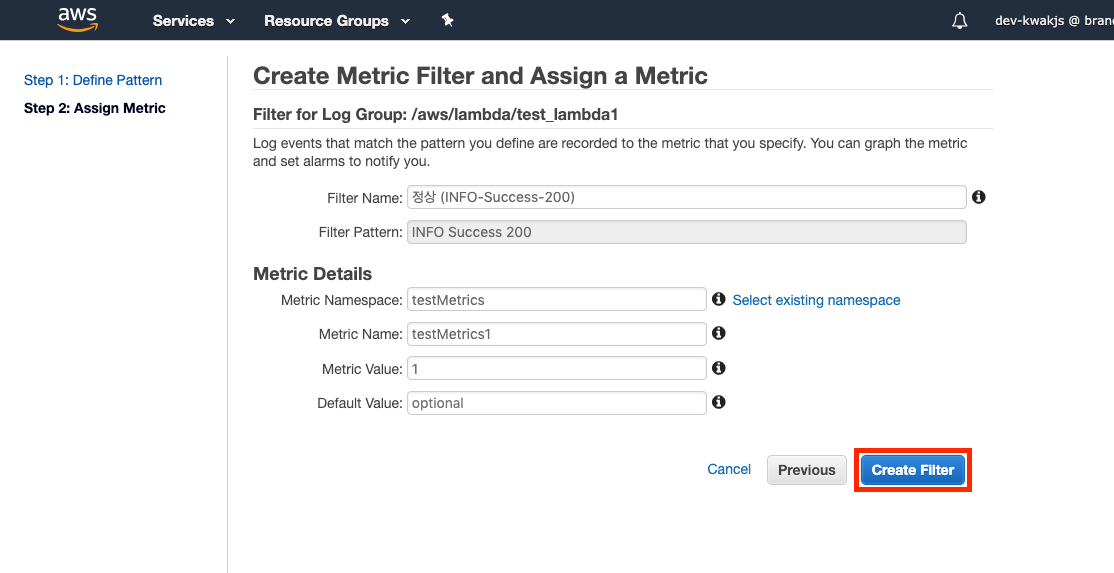 aws Services Resource Groups dev-kwakjs @ bran
Step 1: Define Pattern
Step 2: Assign Metric
Create Metric Filter and Assign a Metric
Filter for Log Group: /aws/lambda/test_lambda1
Log events that match the pattern you define are recorded to the metric that you specify. You can graph the metric
and set alarms to notify you.
Filter Name: 정상 (INFO-Success-200)
Filter Pattern: INFO Success 200
Metric Details
Metric Namespace: testMetrics Select existing namespace
Metric Name: testMetrics1
Metric Value: 1
Default Value: optional
Cancel Previous Create Filter